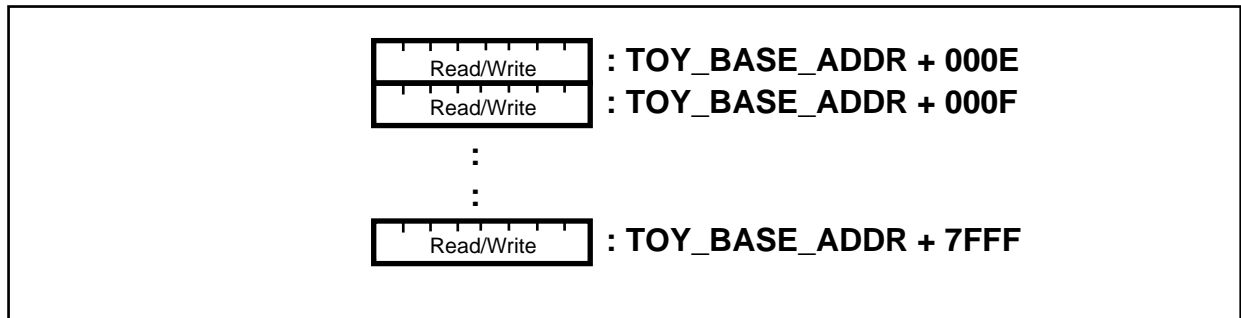 Read/Write : TOY_BASE_ADDR + 000E
Read/Write : TOY_BASE_ADDR + 000F
:
:
Read/Write : TOY_BASE_ADDR + 7FFF